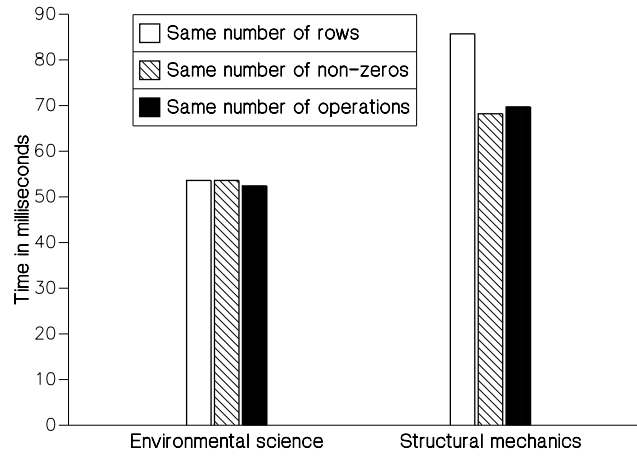 90
80
70
60
50
40
30
20
10
0
Time in milliseconds
Same number of rows
Same number of non-zeros
Same number of operations
Environmental science
Structural mechanics